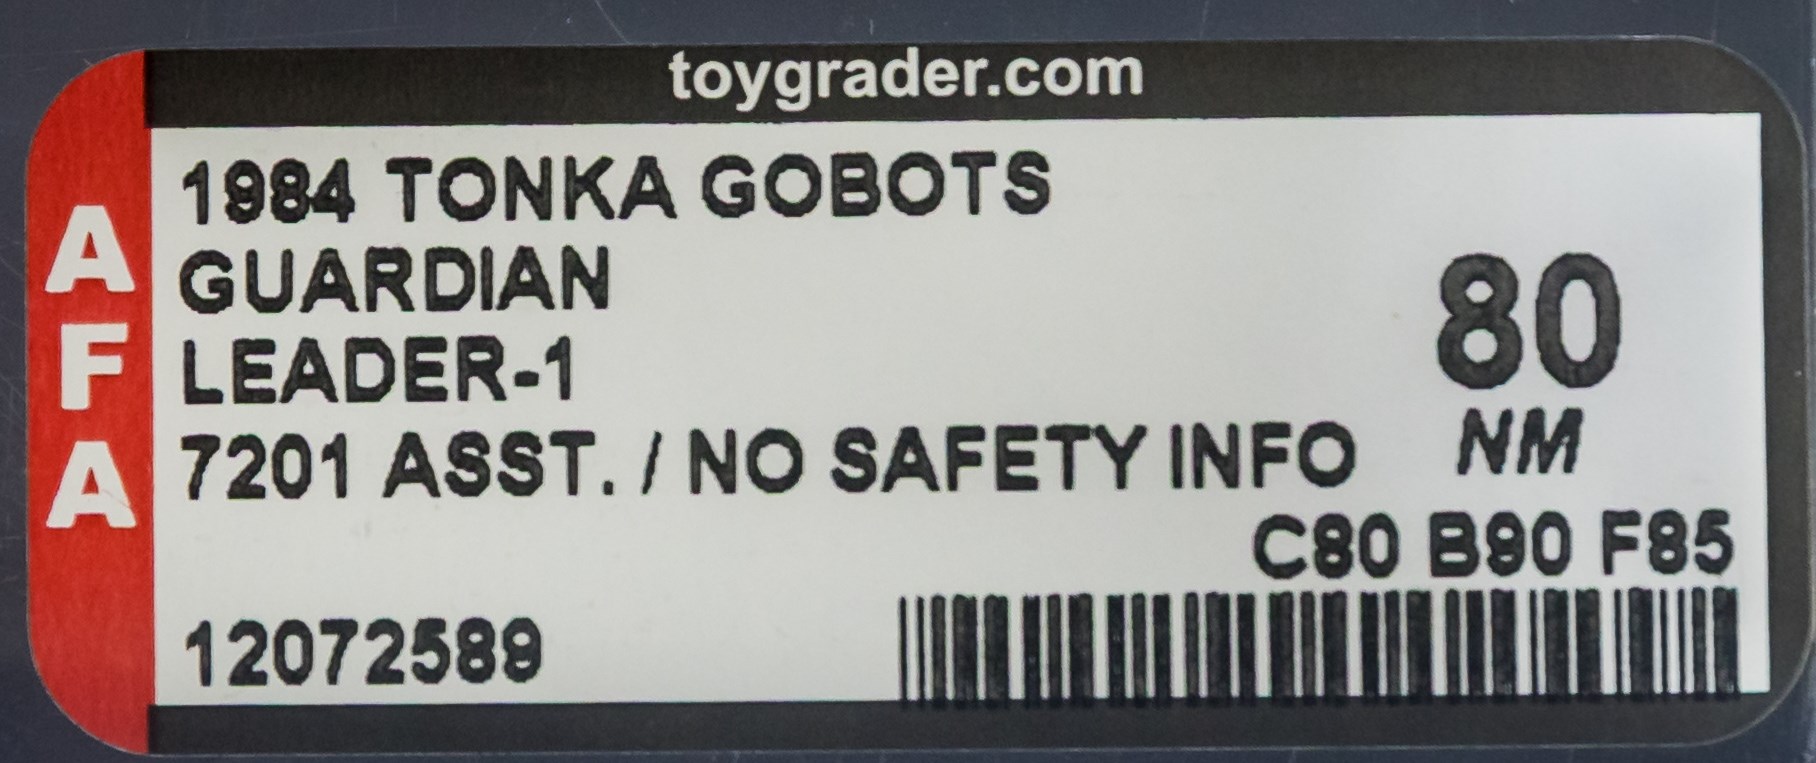 toygrader.com
AFA
1984 TONKA GOBOTS
GUARDIAN
LEADER-1
7201 ASST. / NO SAFETY INFO
80
NM
C80 B90 F85
12072589